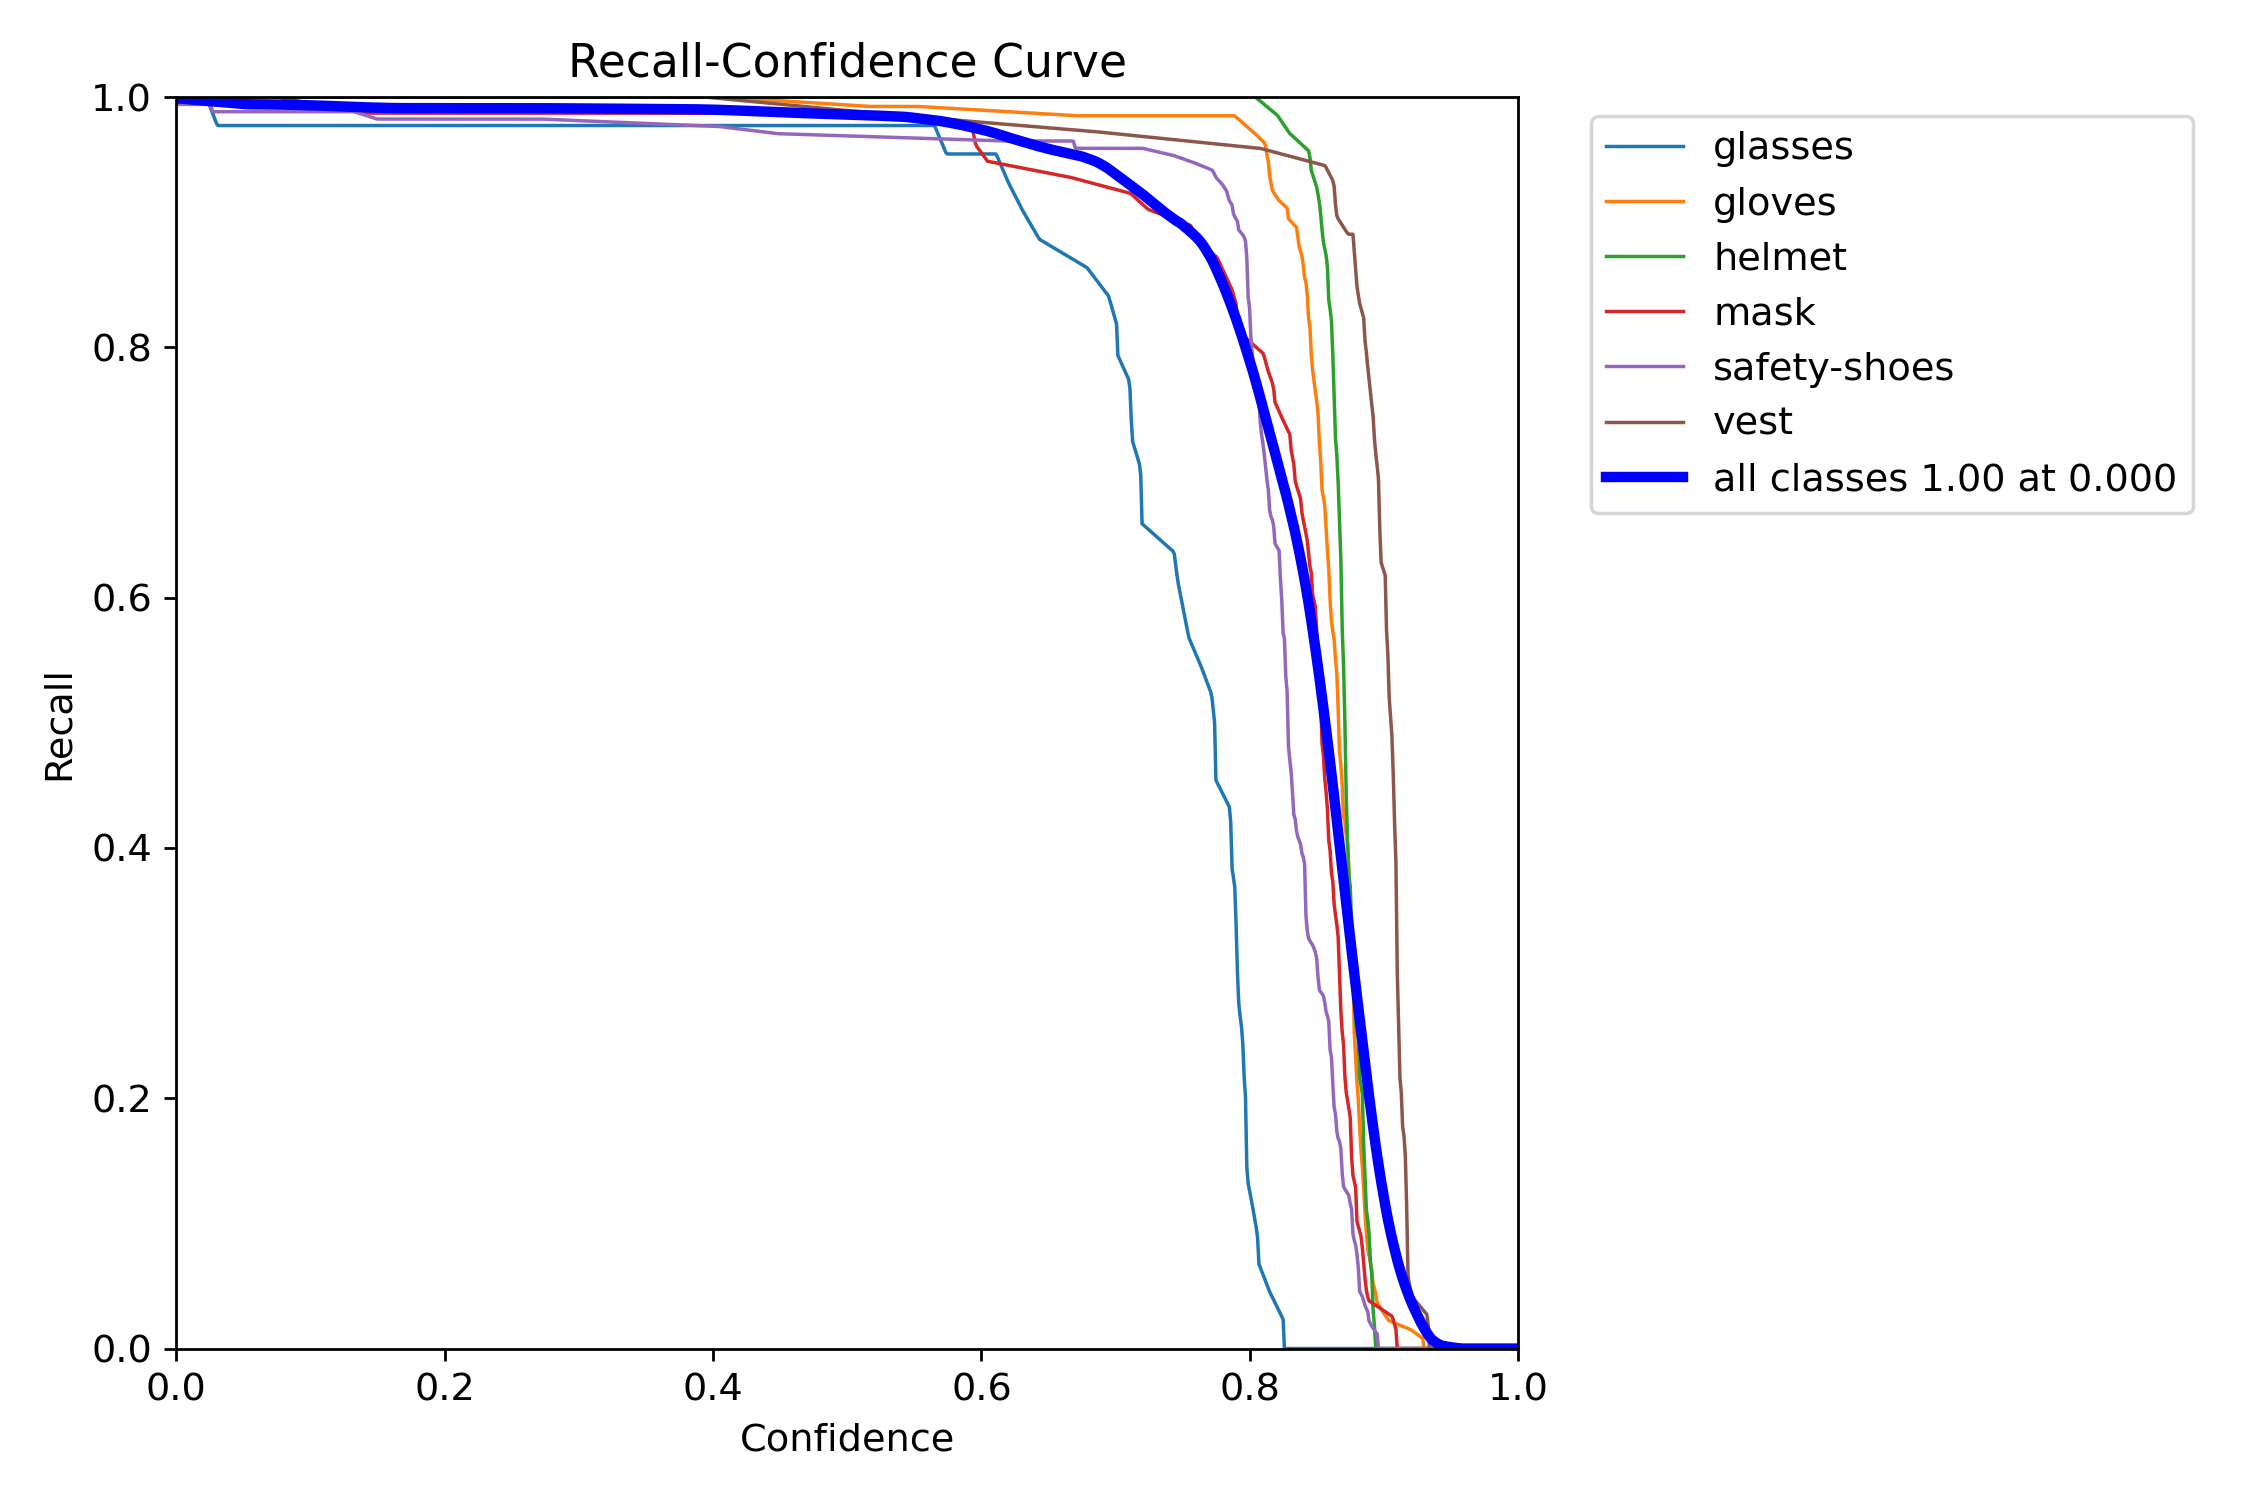 Recall-Confidence Curve
1.0
0.8
0.6
0.4
0.2
0.0
Recall
0.0 0.2 0.4 0.6 0.8 1.0
Confidence
glasses
gloves
helmet
mask
safety-shoes
vest
all classes 1.00 at 0.000